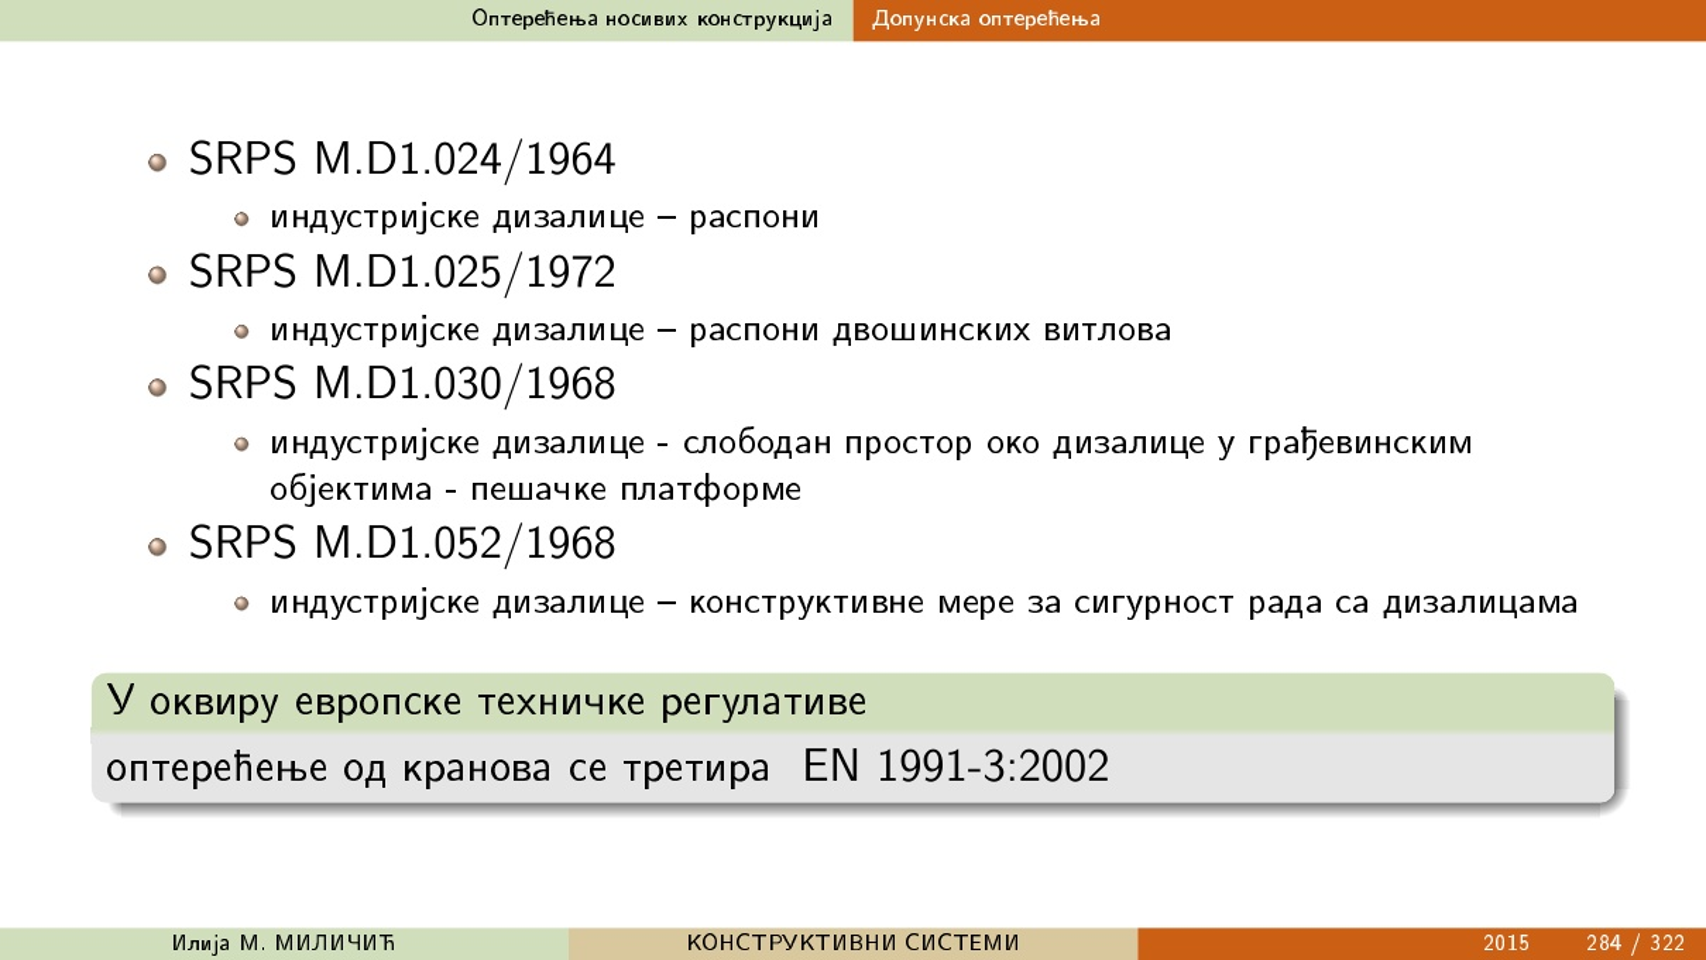 Оптерећења носивих конструкција
Допунска оптерећења
SRPS M.D1.024/1964
индустријске дизалице – распони
SRPS M.D1.025/1972
индустријске дизалице – распони двошинских витлова
SRPS M.D1.030/1968
индустријске дизалице - слободан простор око дизалице у грађевинским
објектима - пешачке платформе
SRPS M.D1.052/1968
индустријске дизалице – конструктивне мере за сигурност рада са дизалицама
У оквиру европске техничке регулативе
оптерећење од кранова се третира EN 1991-3:2002
Илија М. МИЛИЧИЋ
КОНСТРУКТИВНИ СИСТЕМИ
2015 284 / 322